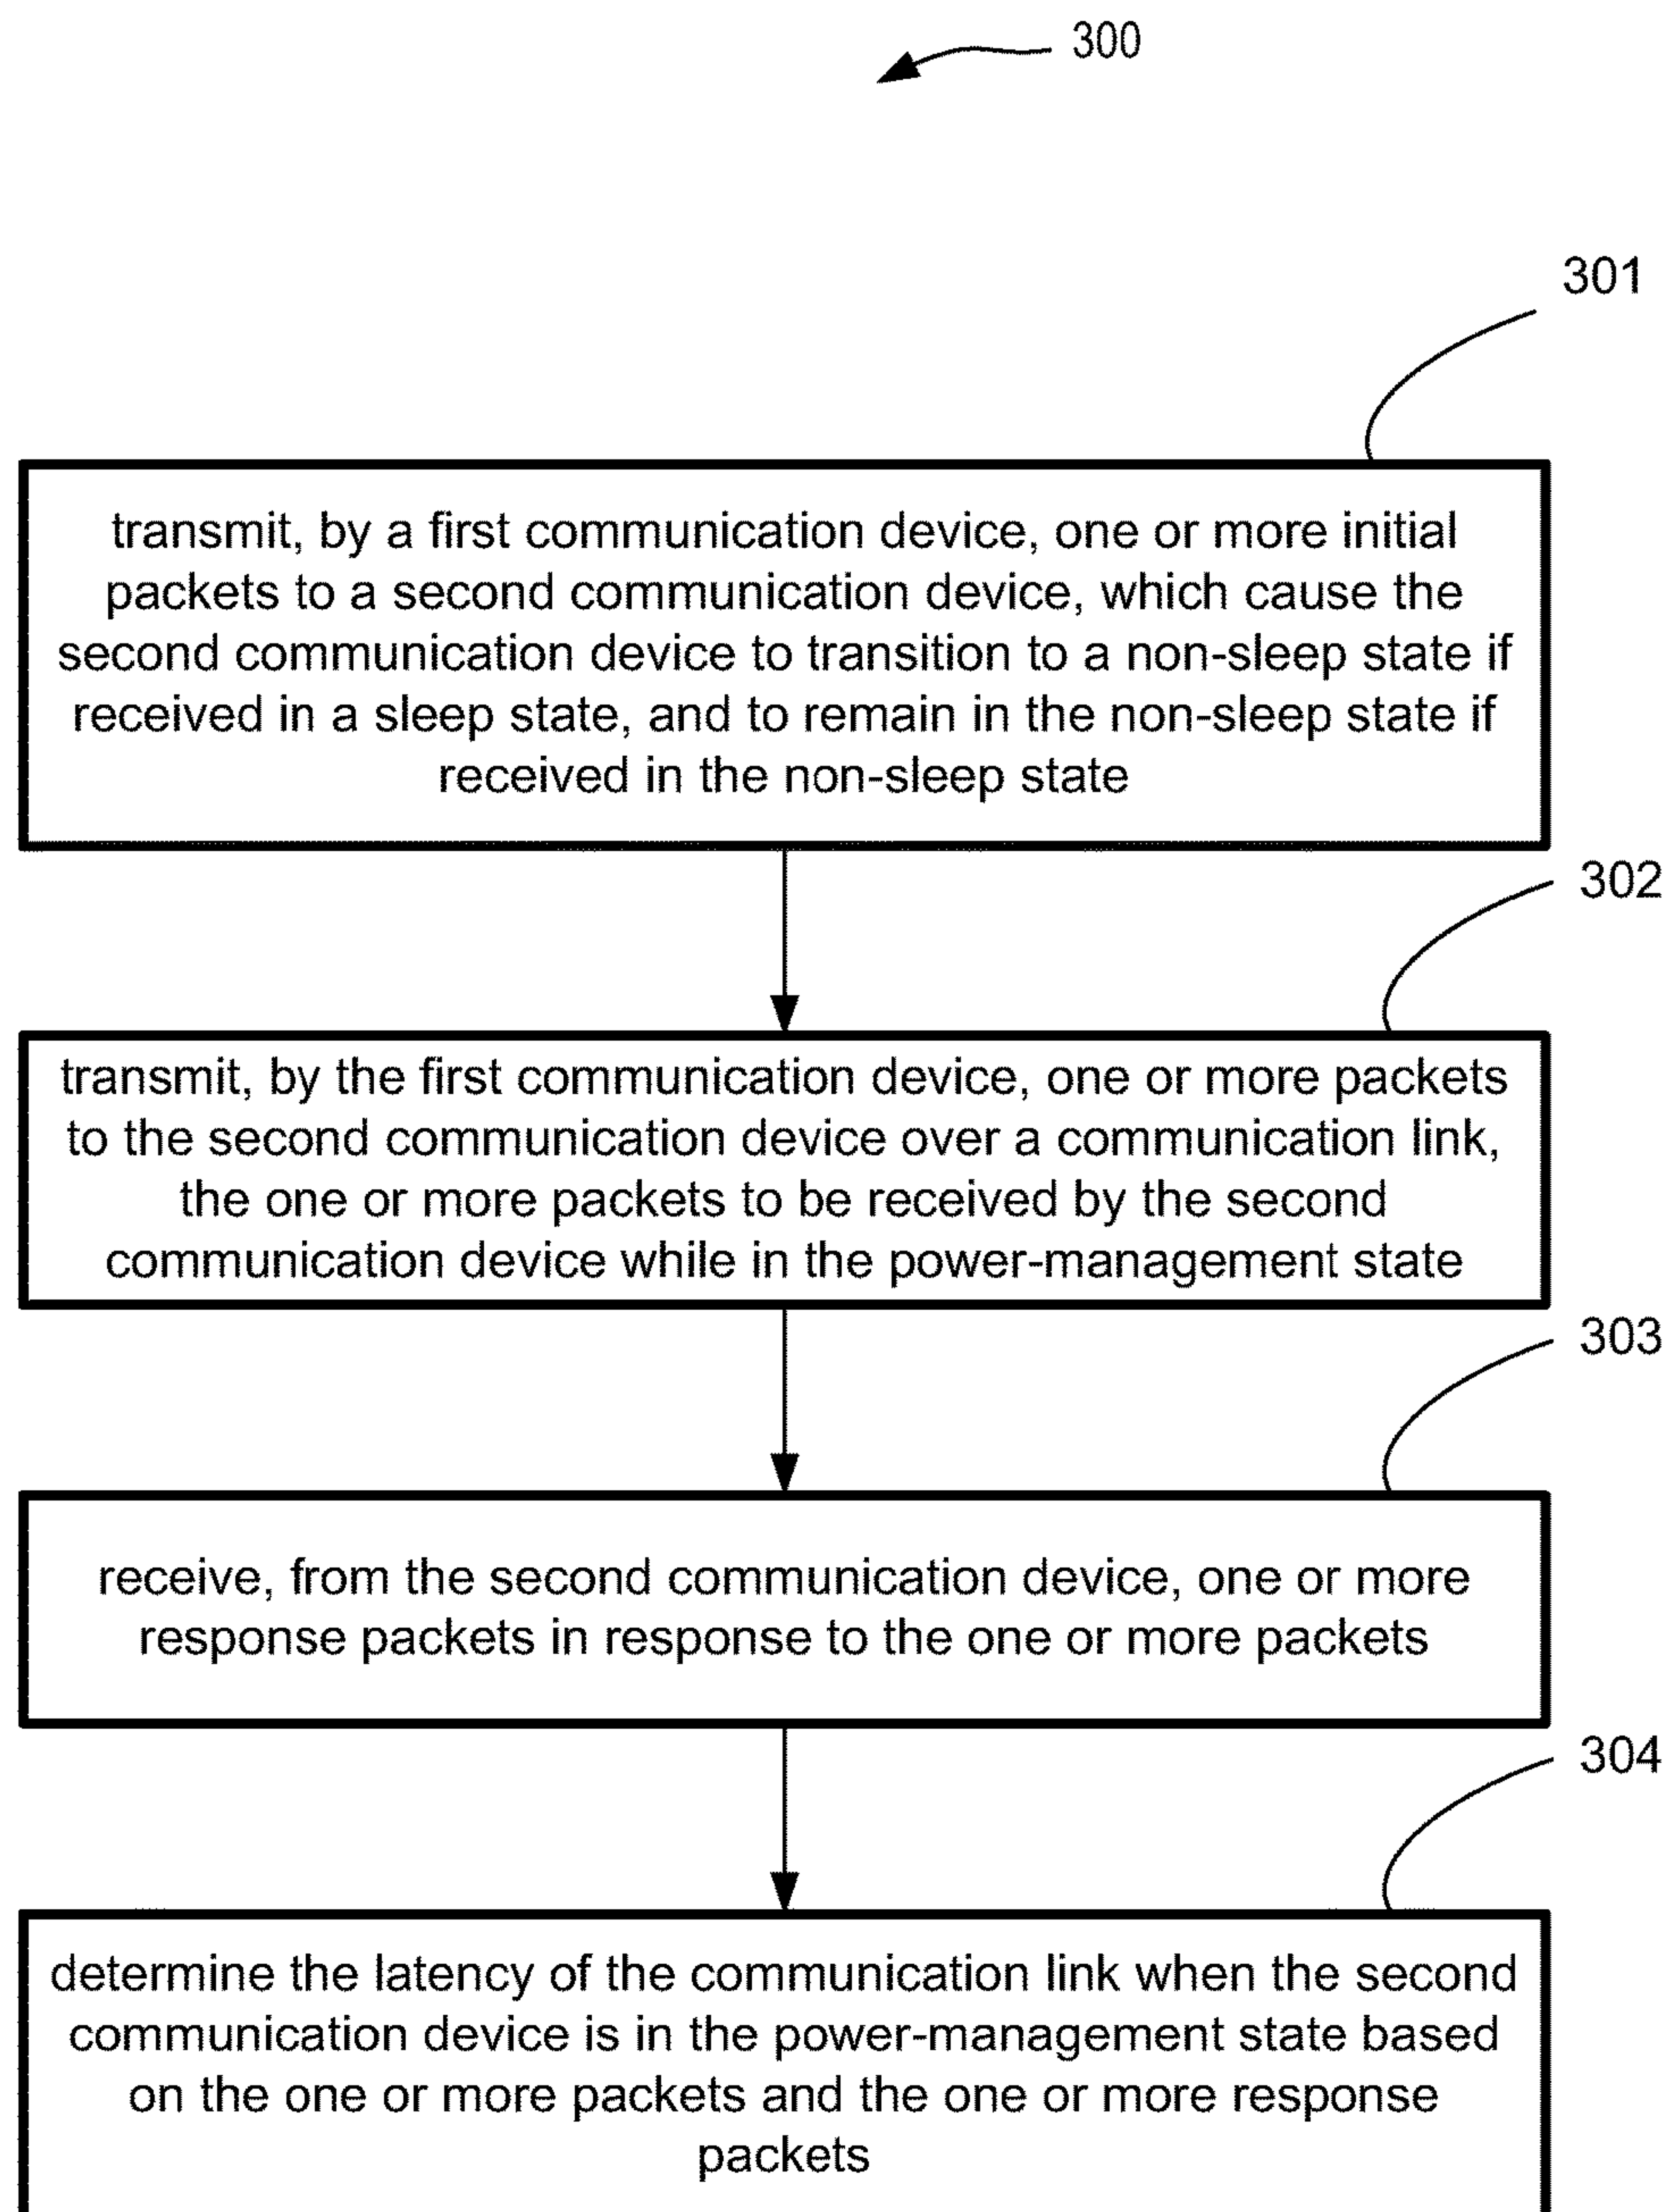 300
301
transmit, by a first communication device, one or more initial
packets to a second communication device, which cause the
second communication device to transition to a non-sleep state if
received in a sleep state, and to remain in the non-sleep state if
received in the non-sleep state
302
transmit, by the first communication device, one or more packets
to the second communication device over a communication link,
the one or more packets to be received by the second
communication device while in the power-management state
303
receive, from the second communication device, one or more
response packets in response to the one or more packets
304
determine the latency of the communication link when the second
communication device is in the power-management state based
on the one or more packets and the one or more response
packets